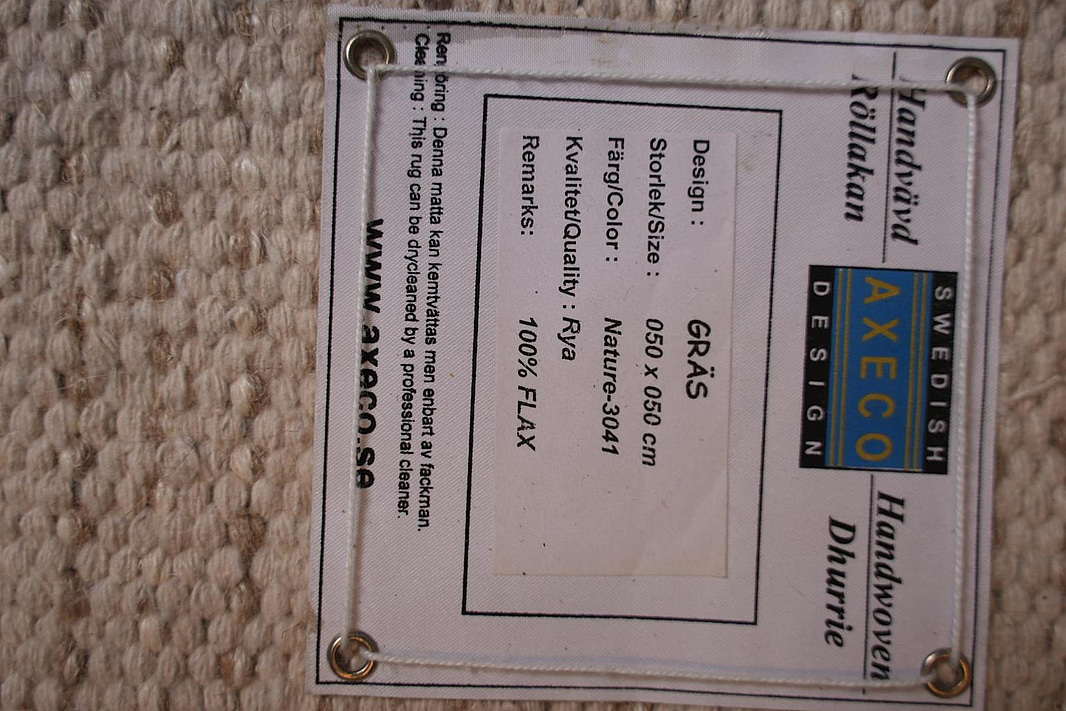 Handvävd
Röllakan
SWEDISH
AXECO
DESIGN
Handwoven
Dhurrie
Design : GRÄS
Storlek/Size : 050 x 050 cm
Färg/Color : Nature-3041
Kvalitet/Quality : Rya
Remarks: 100% FLAX
Rengöring : Denna matta kan kemtvättas men enbart av fackman.
Cleaning : This rug can be drycleaned by a professional cleaner.
www.axeco.se